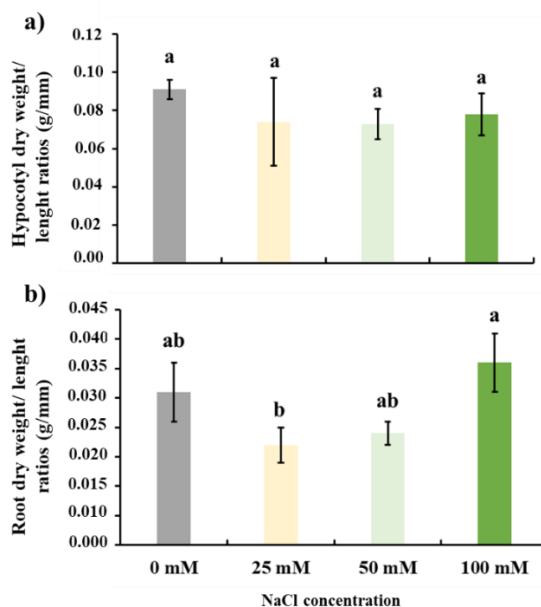 a)
Hypocotyl dry weight/
lenght ratios (g/mm)
0.12
0.10
0.08
0.06
0.04
0.02
0.00
a
a
a
a
b)
Root dry weight/ lenght
ratios (g/mm)
0.045
0.040
0.035
0.030
0.025
0.020
0.015
0.010
0.005
0.000
ab
b
ab
a
0 mM
25 mM
50 mM
100 mM
NaCl concentration